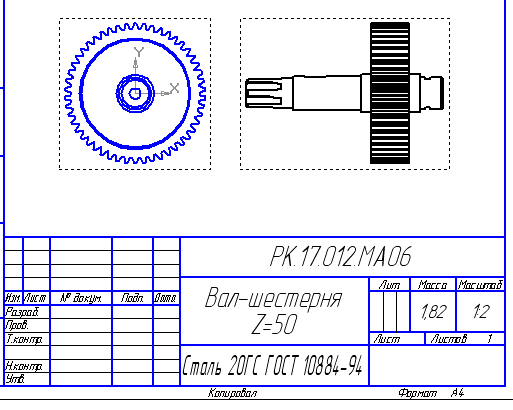 Y
X
РК.17.012.МА06
Изм. Лист № докум. Подп. Дата
Разраб.
Пров.
Т.контр.
Н.контр.
Утв.
Вал-шестерня
Z=50
Лит. Масса Масштаб
1,82 1:2
Лист Листов 1
Сталь 20ГС ГОСТ 10884-94
Копировал Формат А4